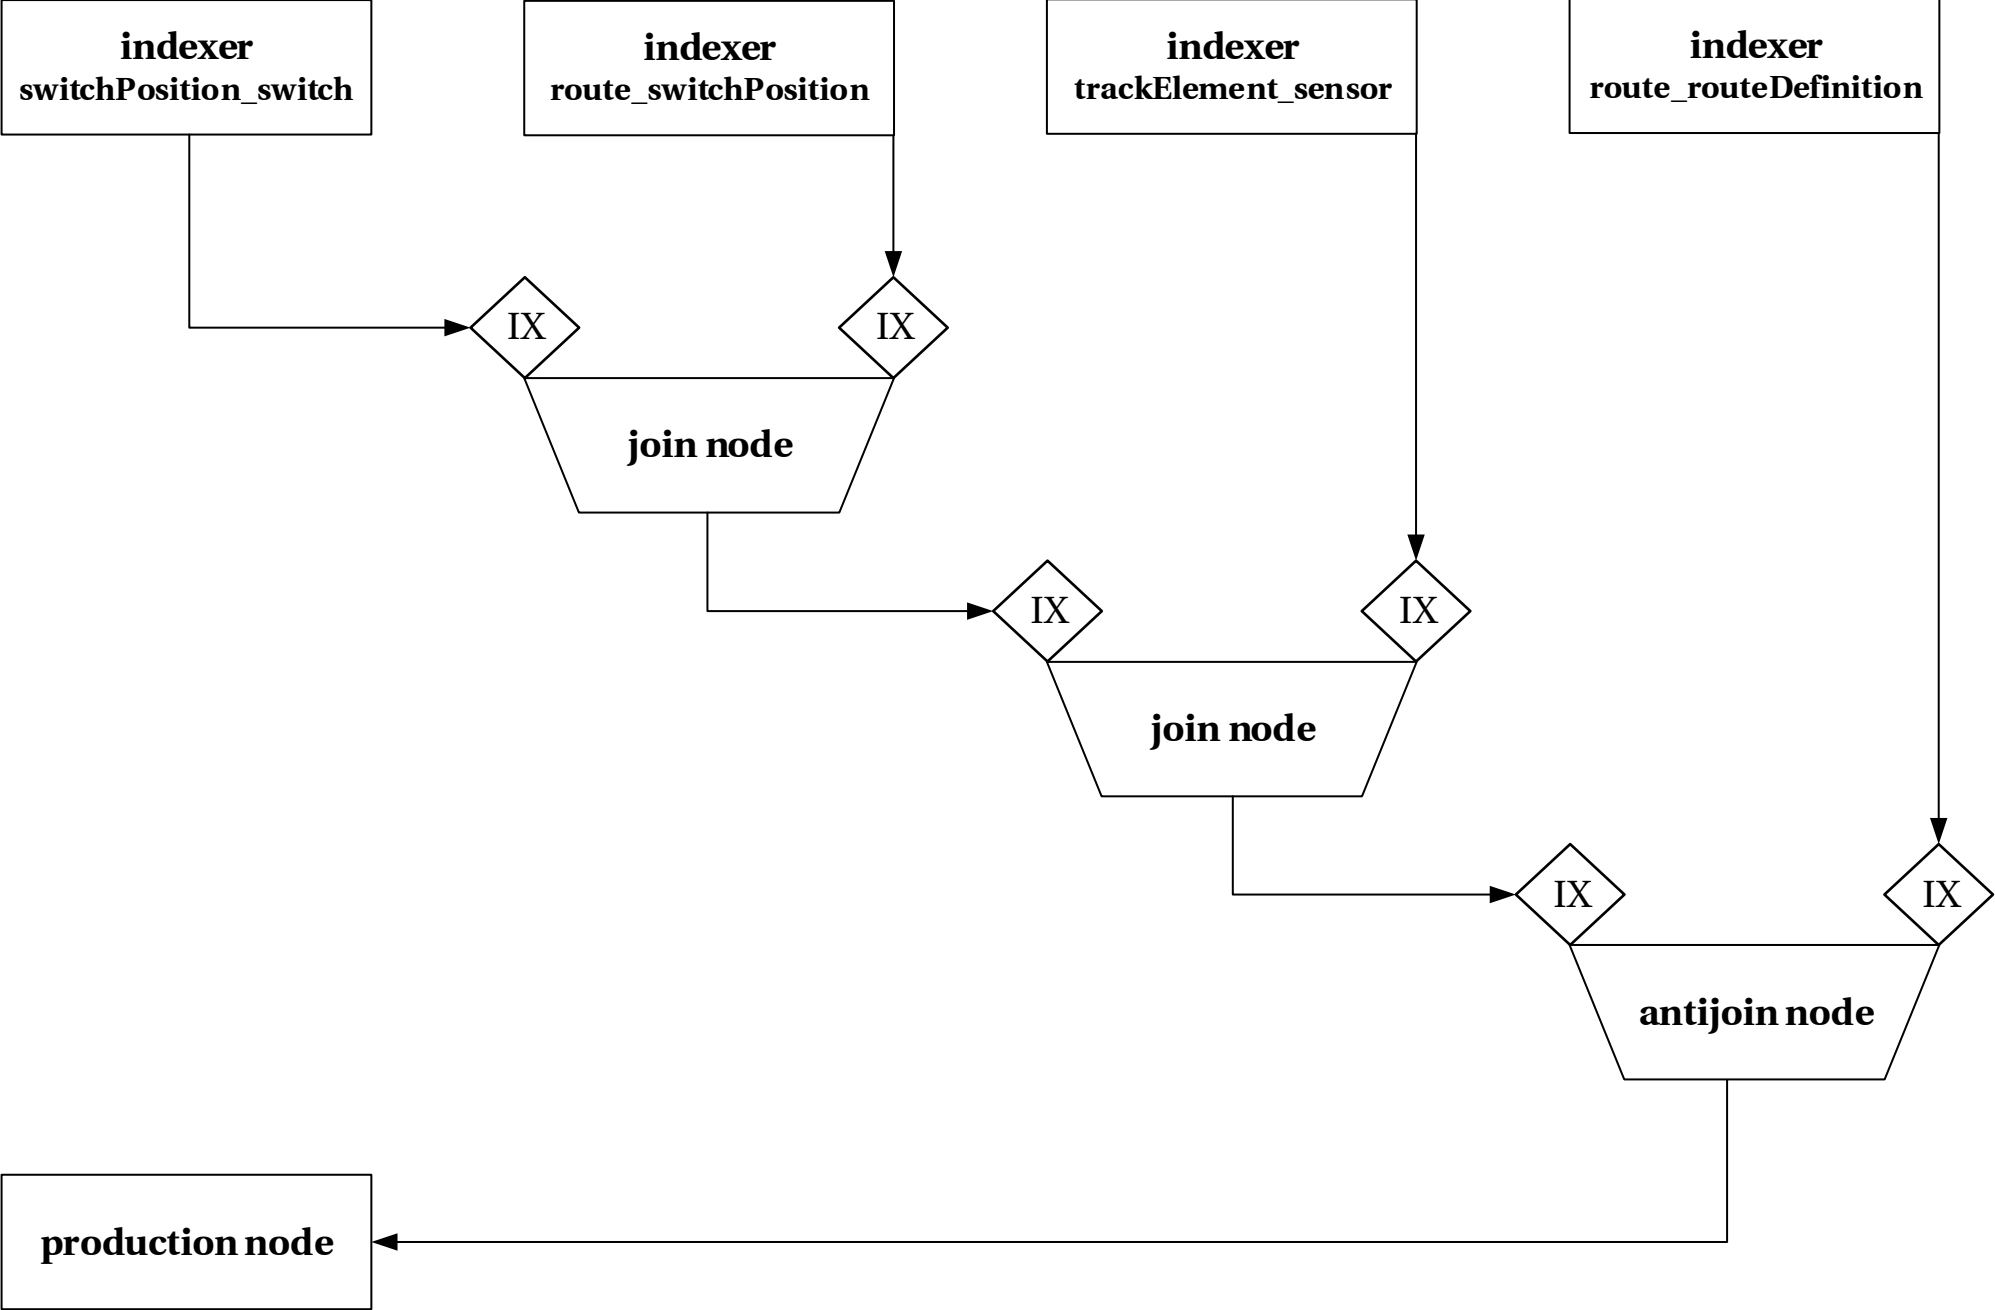 indexer
switchPosition_switch
indexer
route_switchPosition
indexer
trackElement_sensor
indexer
route_routeDefinition
IX
IX
join node
IX
IX
join node
IX
IX
antijoin node
production node